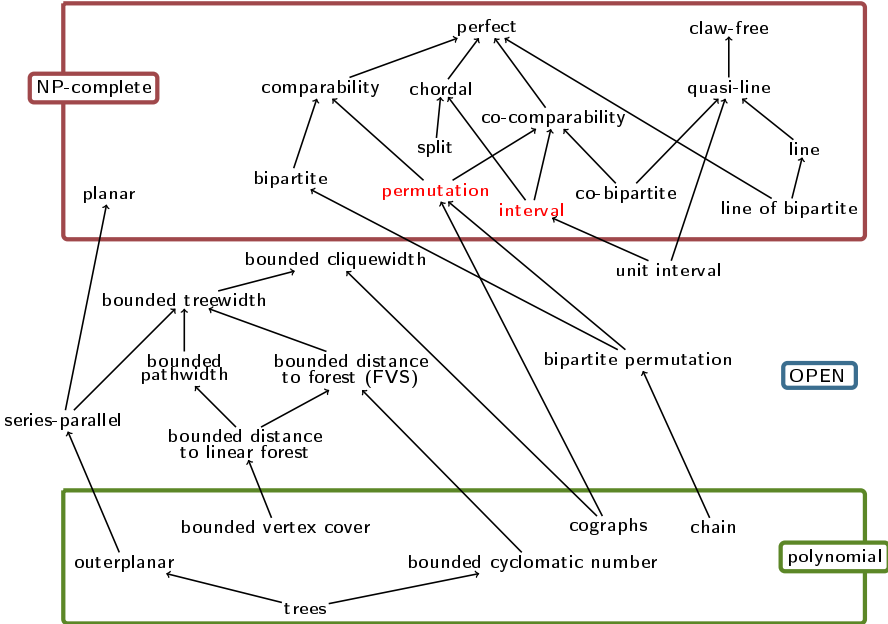 perfect
claw-free
NP-complete
comparability
chordal
quasi-line
co-comparability
split
line
bipartite
permutation
co-bipartite
planar
interval
line of bipartite
bounded cliquewidth
unit interval
bounded treewidth
bounded
pathwidth
bounded distance
to forest (FVS)
bipartite permutation
OPEN
series-parallel
bounded distance
to linear forest
bounded vertex cover
cographs
chain
outerplanar
bounded cyclomatic number
polynomial
trees